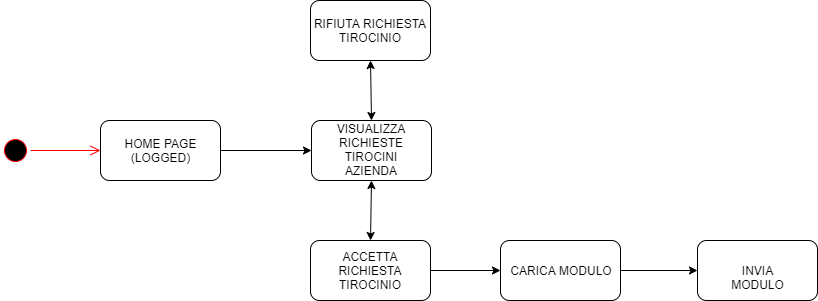 RIFIUTA RICHIESTA
TIROCINIO
HOME PAGE
(LOGGED)
VISUALIZZA
RICHIESTE
TIROCINI
AZIENDA
ACCETTA
RICHIESTA
TIROCINIO
CARICA MODULO
INVIA
MODULO